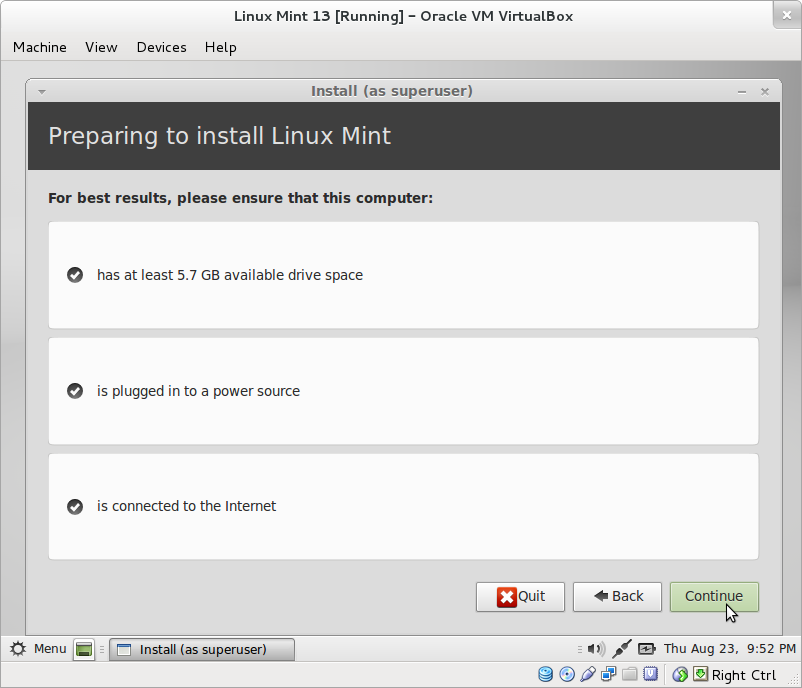 Linux Mint 13 [Running] – Oracle VM VirtualBox
Machine View Devices Help
Install (as superuser)
Preparing to install Linux Mint
For best results, please ensure that this computer:
has at least 5.7 GB available drive space
is plugged in to a power source
is connected to the Internet
Quit Back Continue
Menu Install (as superuser) Thu Aug 23, 9:52 PM
Right Ctrl